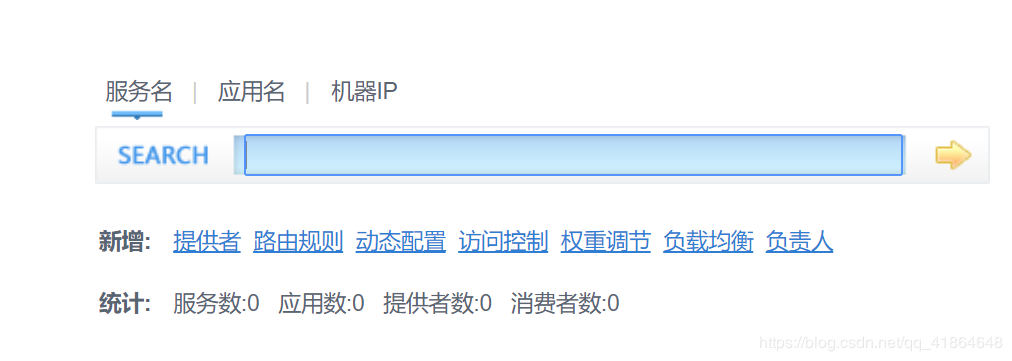 服务名 | 应用名 | 机器IP
SEARCH
新增: 提供者 路由规则 动态配置 访问控制 权重调节 负载均衡 负责人
统计: 服务数:0 应用数:0 提供者数:0 消费者数:0
https://blog.csdn.net/qq_41864648